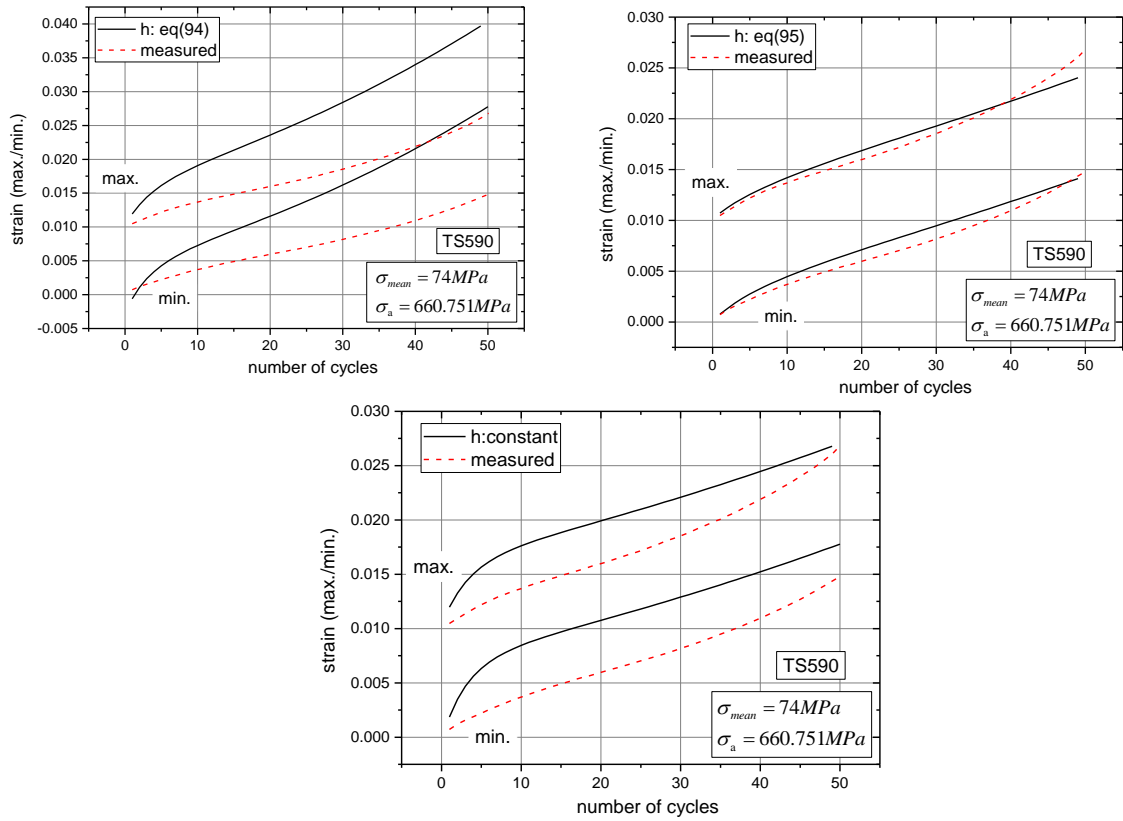 0.040
0.035
0.030
0.025
0.020
0.015
0.010
0.005
0.000
-0.005
strain (max./min.)
h: eq(94)
measured
max.
min.
TS590
σmean = 74MPa
σa = 660.751MPa
0 10 20 30 40 50
number of cycles
0.030
0.025
0.020
0.015
0.010
0.005
0.000
strain (max./min.)
h: eq(95)
measured
max.
min.
TS590
σmean = 74MPa
σa = 660.751MPa
0 10 20 30 40 50
number of cycles
0.030
0.025
0.020
0.015
0.010
0.005
0.000
strain (max./min.)
h:constant
measured
max.
min.
TS590
σmean = 74MPa
σa = 660.751MPa
0 10 20 30 40 50
number of cycles